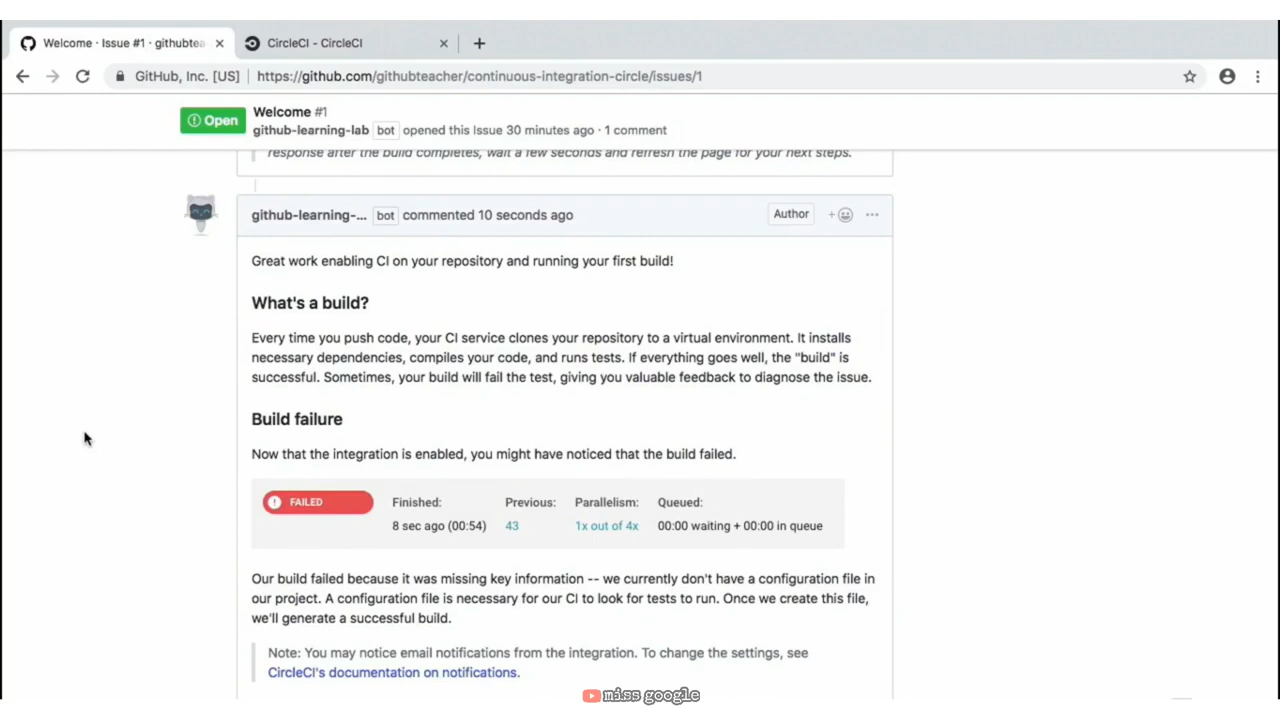 Welcome · Issue #1 · githubtea
CircleCI - CircleCI
GitHub, Inc. [US] https://github.com/githubteacher/continuous-integration-circle/issues/1
Open
Welcome #1
github-learning-lab bot opened this Issue 30 minutes ago · 1 comment
response after the build completes, wait a few seconds and refresh the page for your next steps.
github-learning-... bot commented 10 seconds ago Author
Great work enabling CI on your repository and running your first build!
What's a build?
Every time you push code, your CI service clones your repository to a virtual environment. It installs
necessary dependencies, compiles your code, and runs tests. If everything goes well, the "build" is
successful. Sometimes, your build will fail the test, giving you valuable feedback to diagnose the issue.
Build failure
Now that the integration is enabled, you might have noticed that the build failed.
FAILED Finished: Previous: Parallelism: Queued:
8 sec ago (00:54) 43 1x out of 4x 00:00 waiting + 00:00 in queue
Our build failed because it was missing key information -- we currently don't have a configuration file in
our project. A configuration file is necessary for our CI to look for tests to run. Once we create this file,
we'll generate a successful build.
Note: You may notice email notifications from the integration. To change the settings, see
CircleCI's documentation on notifications.
miss google